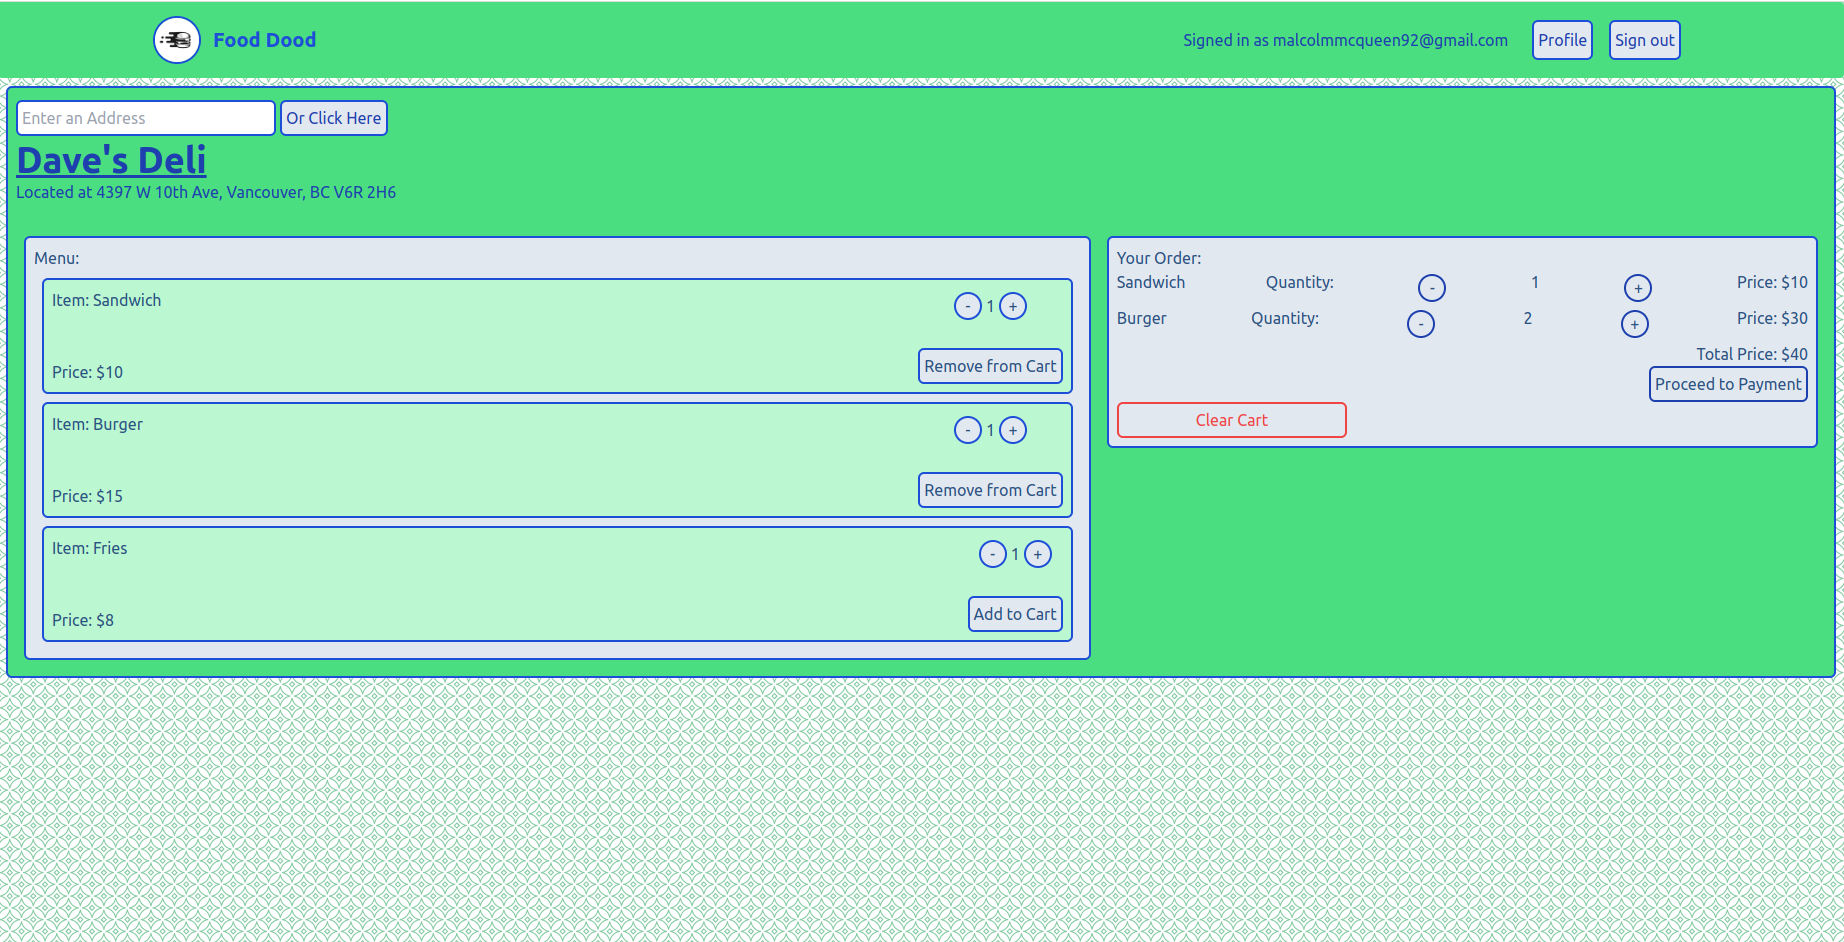 Food Dood
Signed in as malcolmmcqueen92@gmail.com
Profile
Sign out
Enter an Address
Or Click Here
Dave's Deli
Located at 4397 W 10th Ave, Vancouver, BC V6R 2H6
Menu:
Item: Sandwich
- 1 +
Price: $10
Remove from Cart
Item: Burger
- 1 +
Price: $15
Remove from Cart
Item: Fries
- 1 +
Price: $8
Add to Cart
Your Order:
Sandwich Quantity: - 1 + Price: $10
Burger Quantity: - 2 + Price: $30
Total Price: $40
Proceed to Payment
Clear Cart